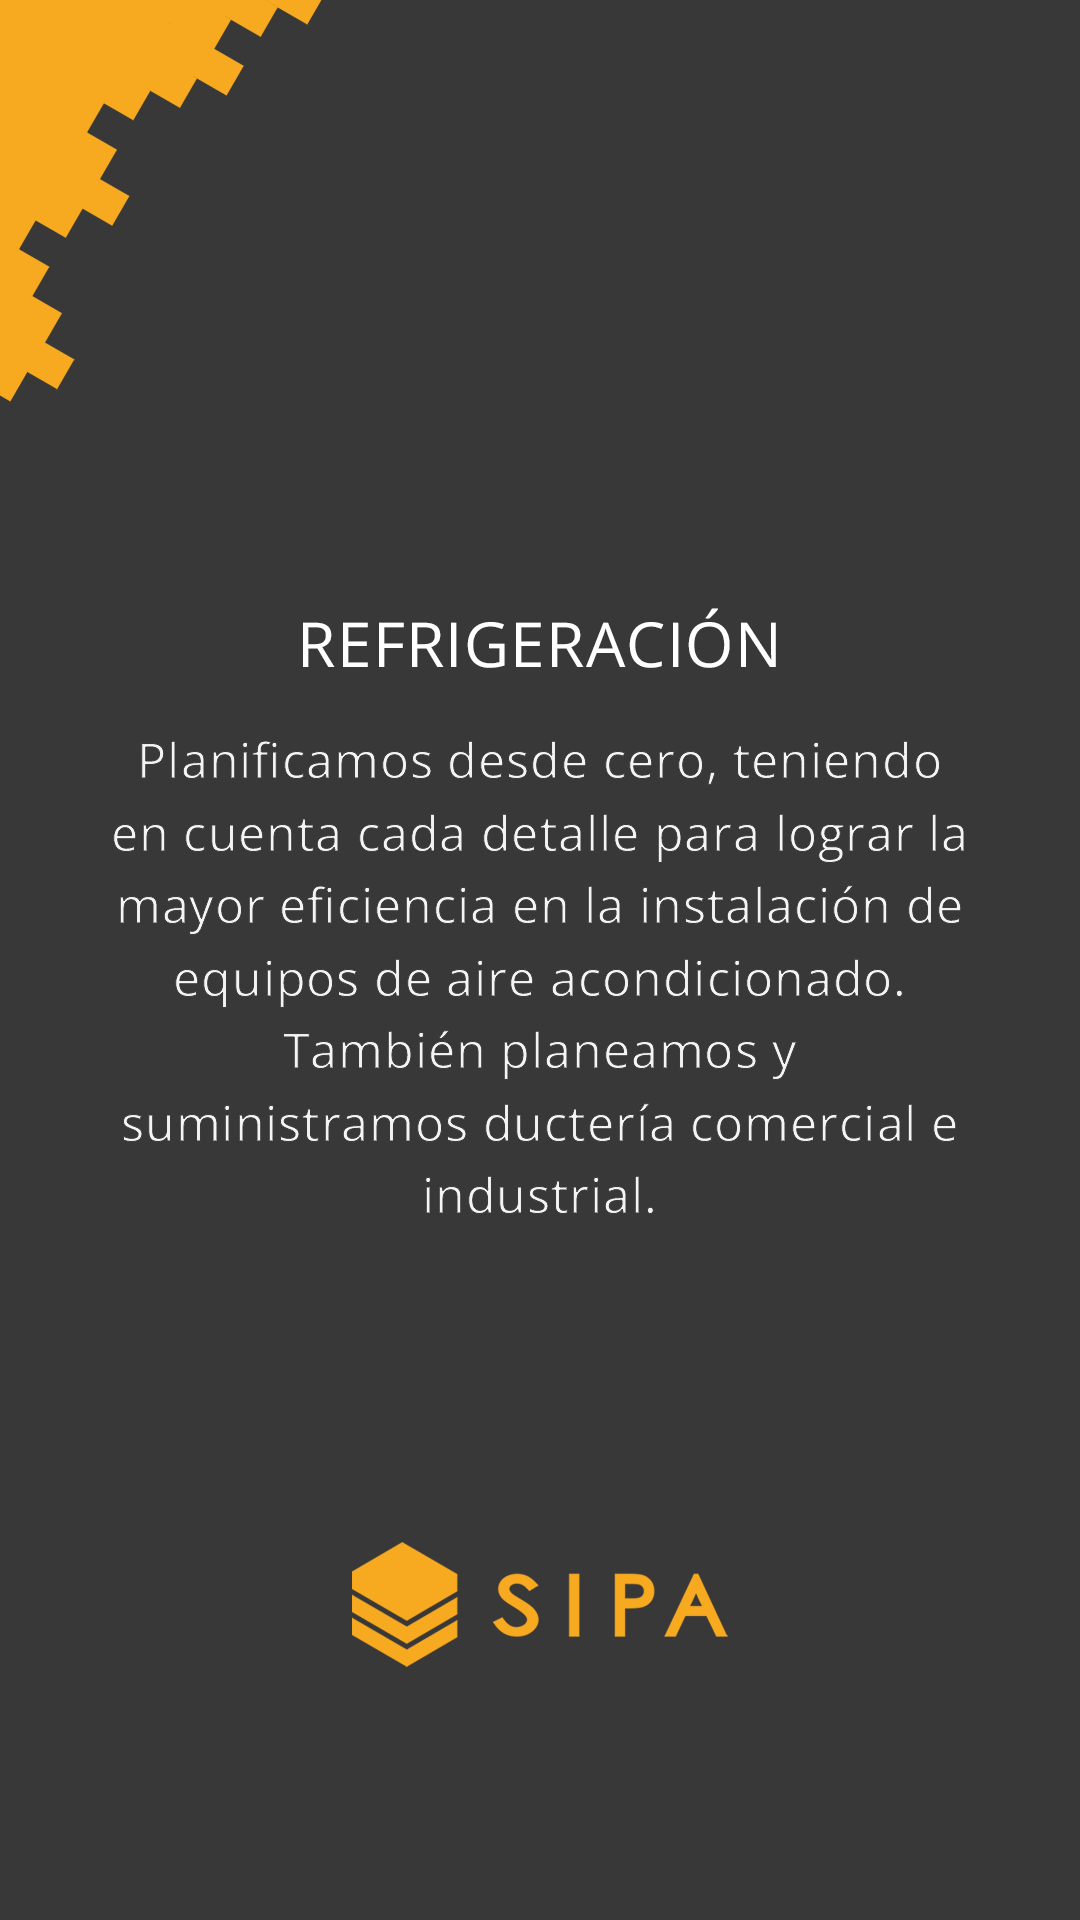 REFRIGERACIÓN
Planificamos desde cero, teniendo
en cuenta cada detalle para lograr la
mayor eficiencia en la instalación de
equipos de aire acondicionado.
También planeamos y
suministramos ductería comercial e
industrial.
SIPA